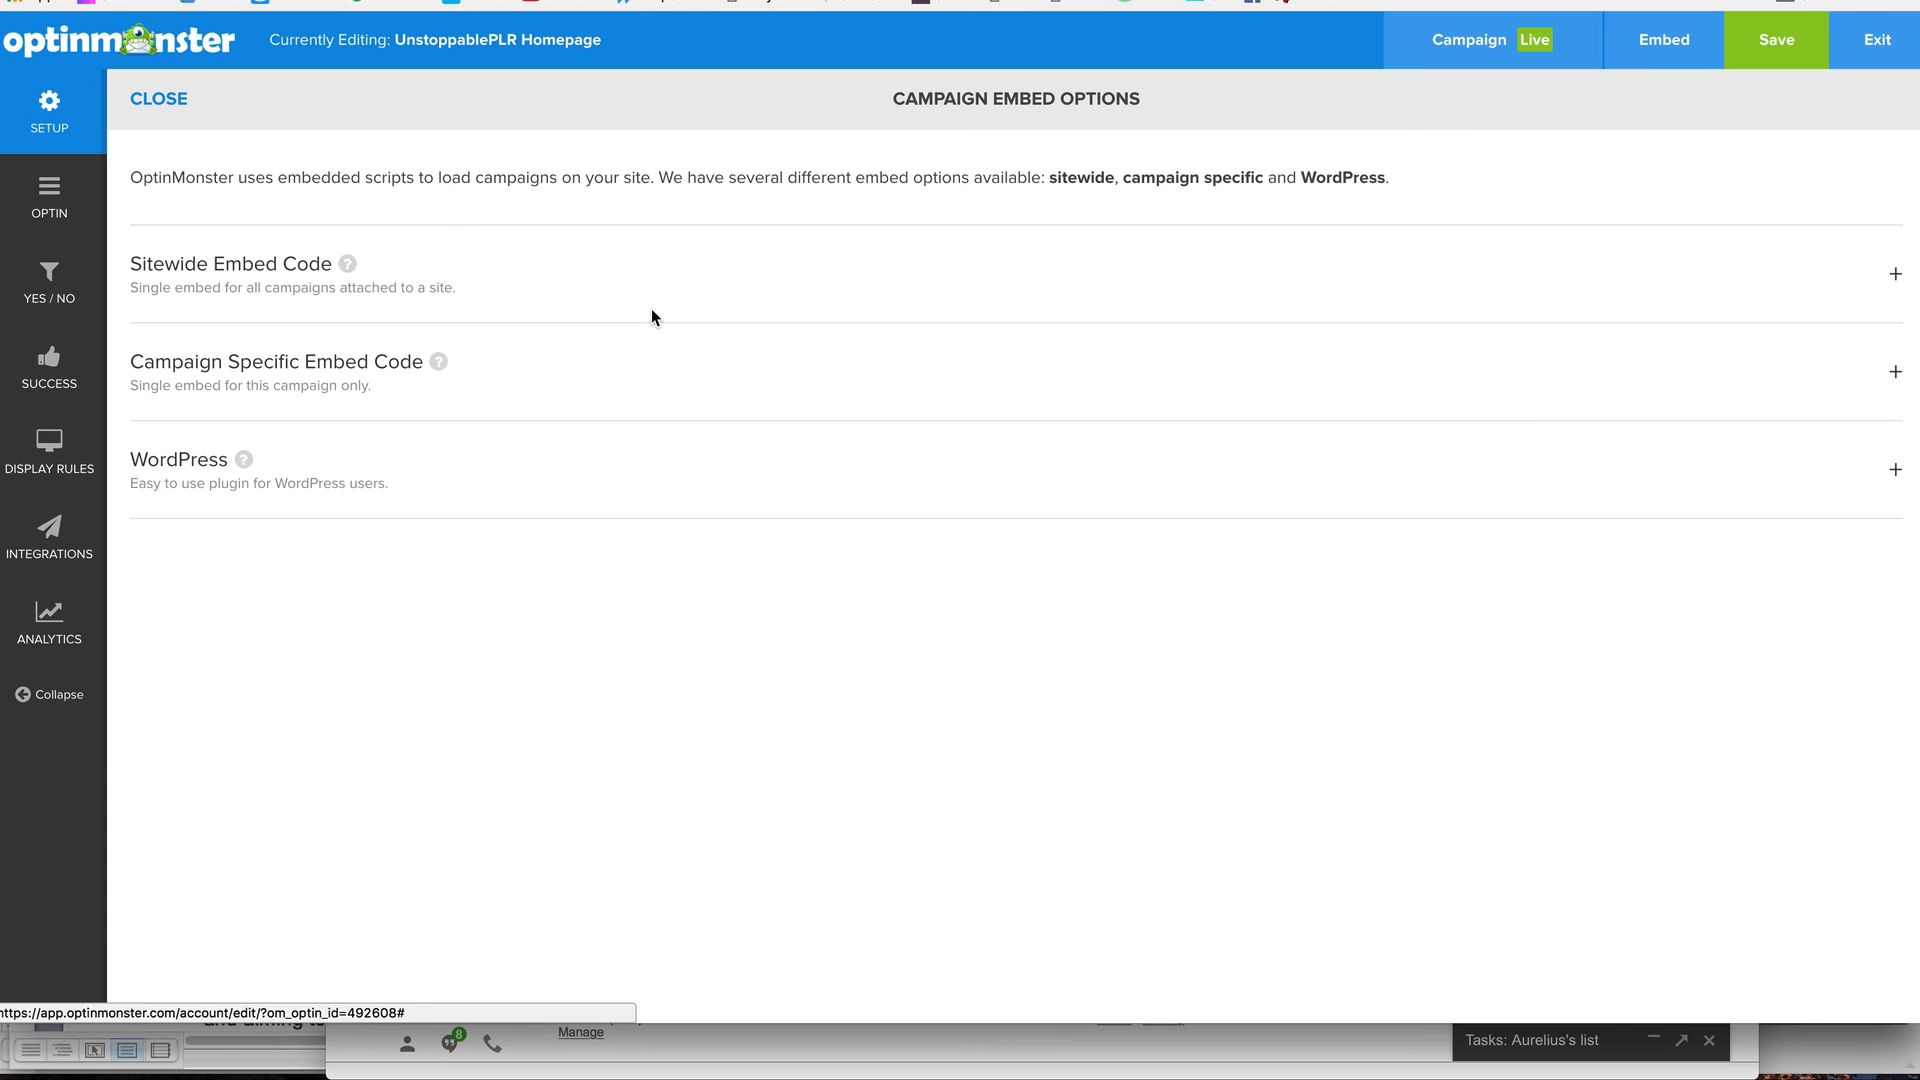 optinmonster
Currently Editing: UnstoppablePLR Homepage
Campaign Live
Embed
Save
Exit
SETUP
CLOSE
CAMPAIGN EMBED OPTIONS
OptinMonster uses embedded scripts to load campaigns on your site. We have several different embed options available: sitewide, campaign specific and WordPress.
OPTIN
Sitewide Embed Code ?
Single embed for all campaigns attached to a site.
+
YES / NO
Campaign Specific Embed Code ?
Single embed for this campaign only.
+
SUCCESS
WordPress ?
Easy to use plugin for WordPress users.
+
DISPLAY RULES
INTEGRATIONS
ANALYTICS
Collapse
https://app.optinmonster.com/account/edit/?om_optin_id=492608#
Manage
8
Tasks: Aurelius's list